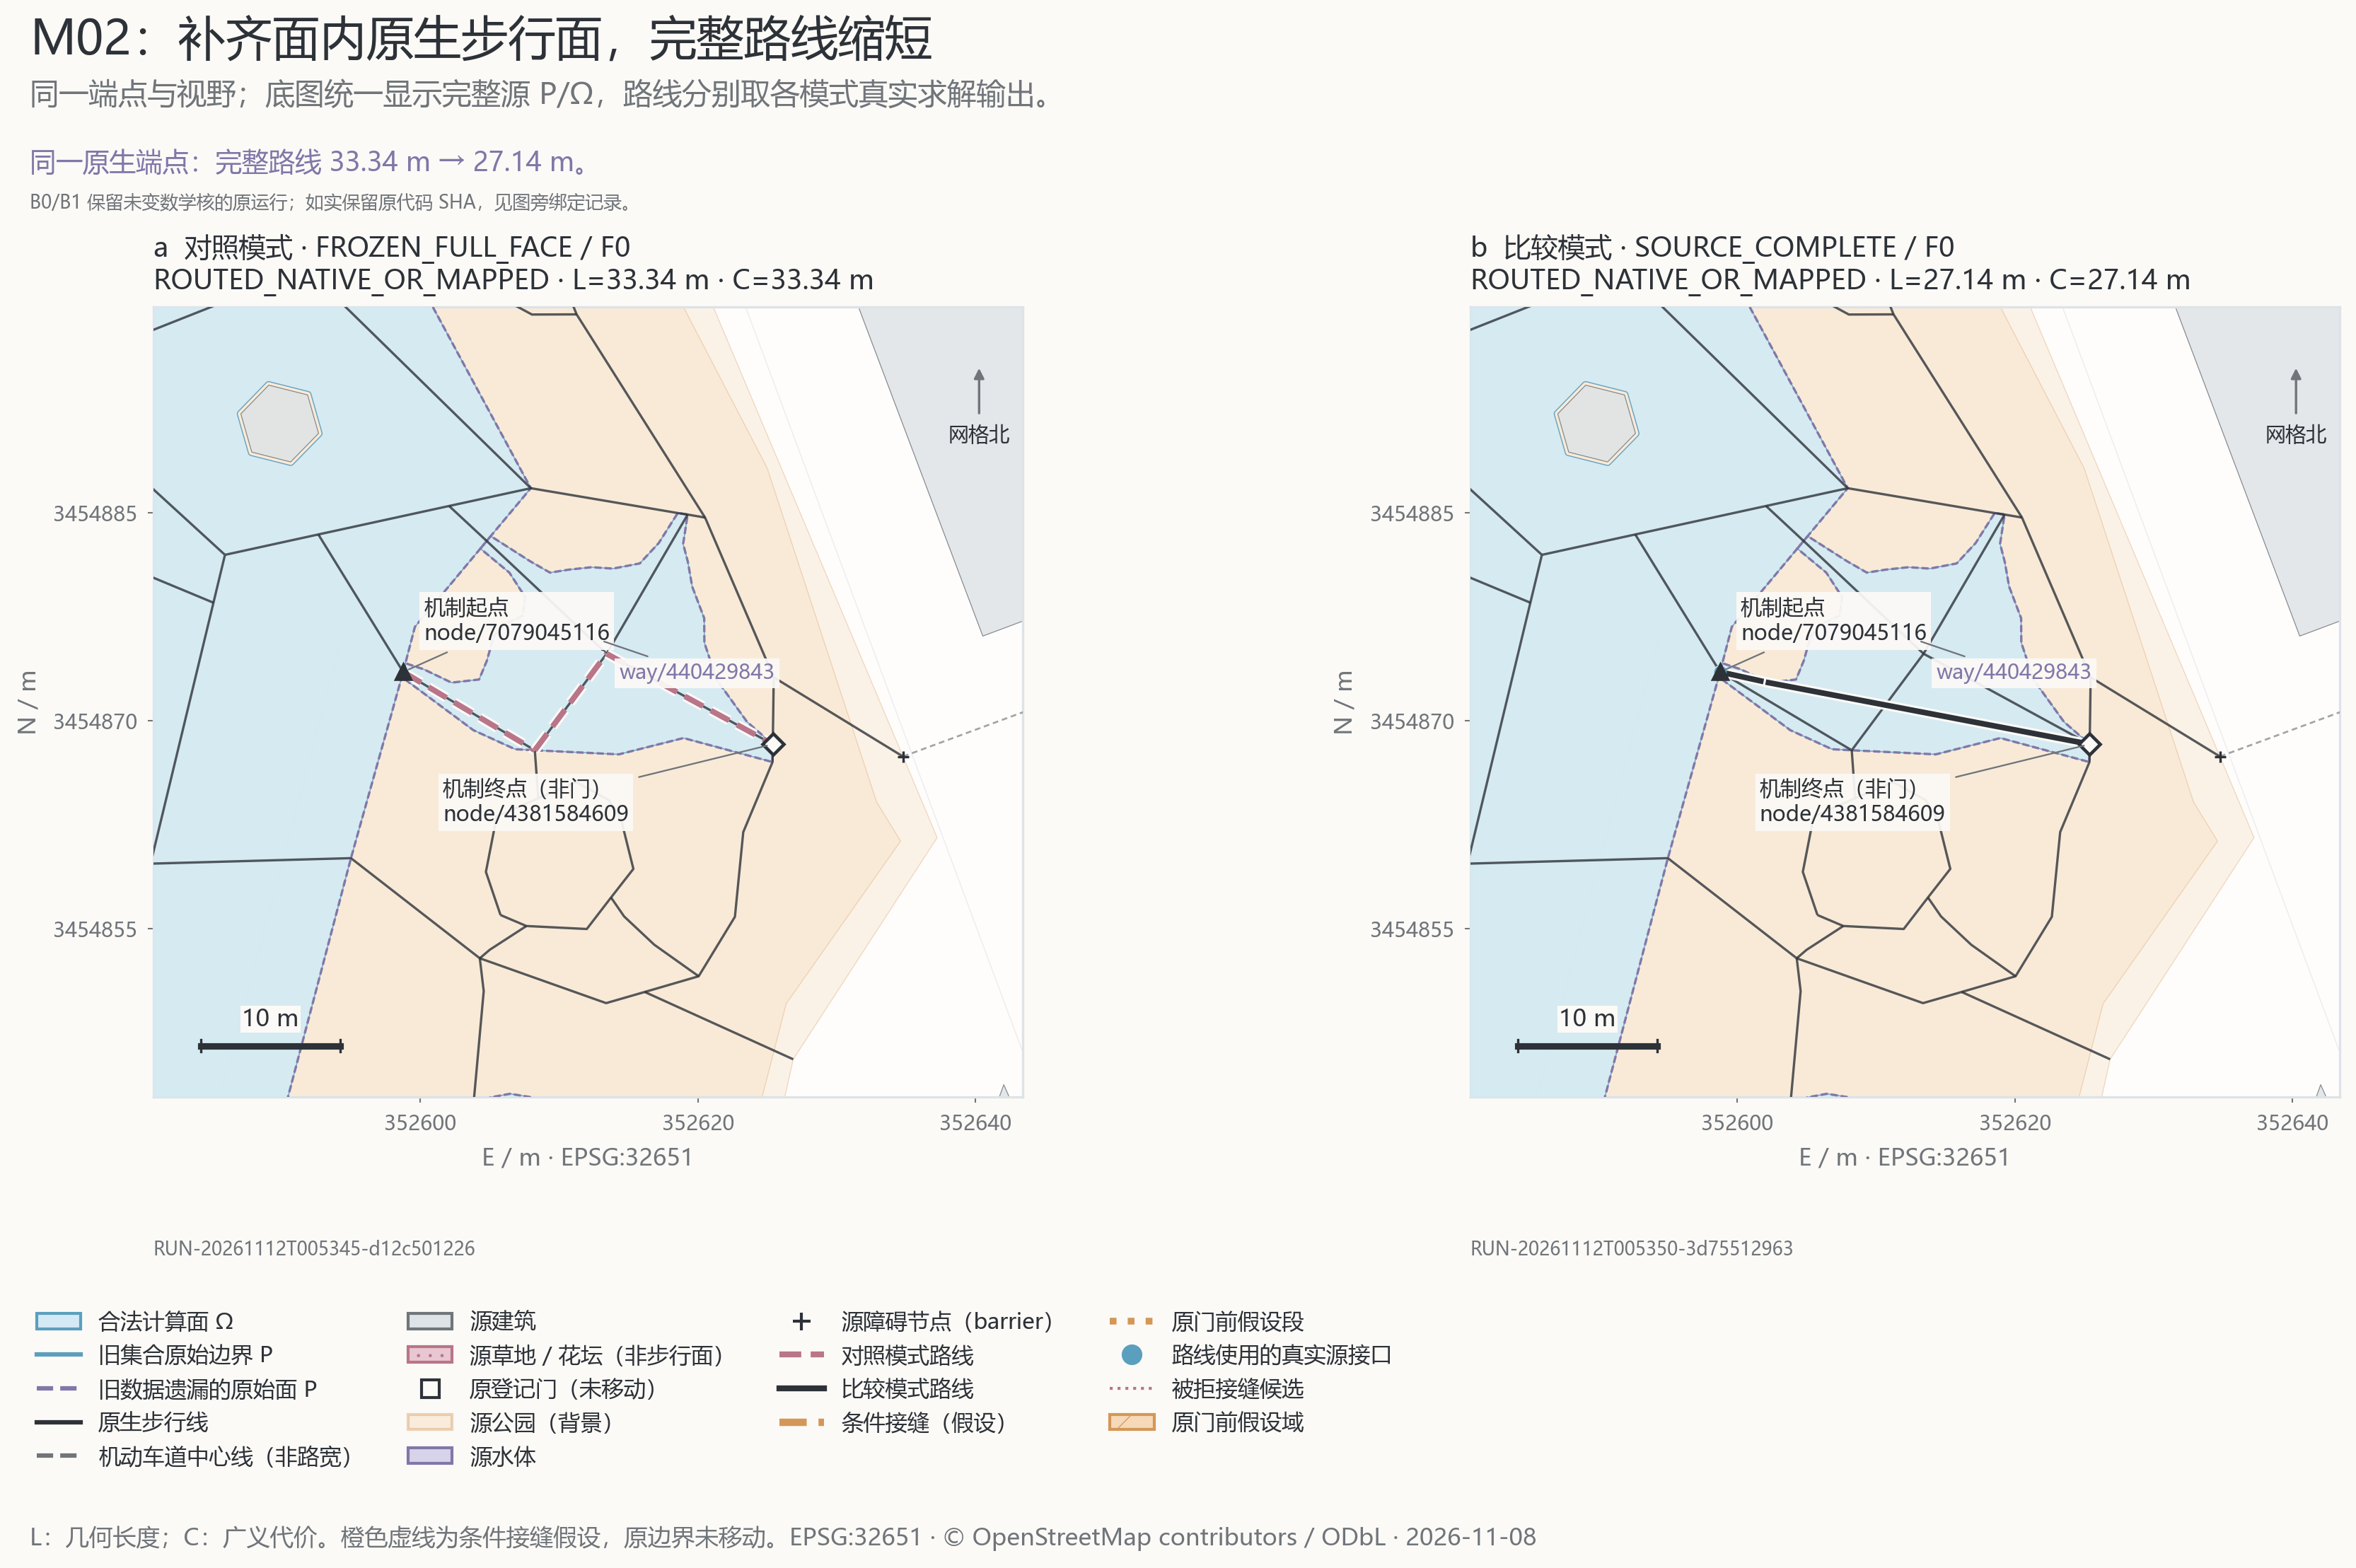 M02：补齐面内原生步行面，完整路线缩短
同一端点与视野；底图统一显示完整源 P/Ω，路线分别取各模式真实求解输出。
同一原生端点：完整路线 33.34 m → 27.14 m。
B0/B1 保留未变数学核的原运行；如实保留原代码 SHA，见图旁绑定记录。
a 对照模式 · FROZEN_FULL_FACE / F0
ROUTED_NATIVE_OR_MAPPED · L=33.34 m · C=33.34 m
网格北
3454885
3454870
3454855
N / m
机制起点
node/7079045116
way/440429843
机制终点（非门）
node/4381584609
10 m
352600
352620
352640
E / m · EPSG:32651
RUN-20261112T005345-d12c501226
b 比较模式 · SOURCE_COMPLETE / F0
ROUTED_NATIVE_OR_MAPPED · L=27.14 m · C=27.14 m
网格北
3454885
3454870
3454855
N / m
机制起点
node/7079045116
way/440429843
机制终点（非门）
node/4381584609
10 m
352600
352620
352640
E / m · EPSG:32651
RUN-20261112T005350-3d75512963
合法计算面 Ω
旧集合原始边界 P
旧数据遗漏的原始面 P
原生步行线
机动车道中心线（非路宽）
源建筑
源草地 / 花坛（非步行面）
原登记门（未移动）
源公园（背景）
源水体
源障碍节点（barrier）
对照模式路线
比较模式路线
条件接缝（假设）
原门前假设段
路线使用的真实源接口
被拒接缝候选
原门前假设域
L：几何长度；C：广义代价。橙色虚线为条件接缝假设，原边界未移动。EPSG:32651 · © OpenStreetMap contributors / ODbL · 2026-11-08